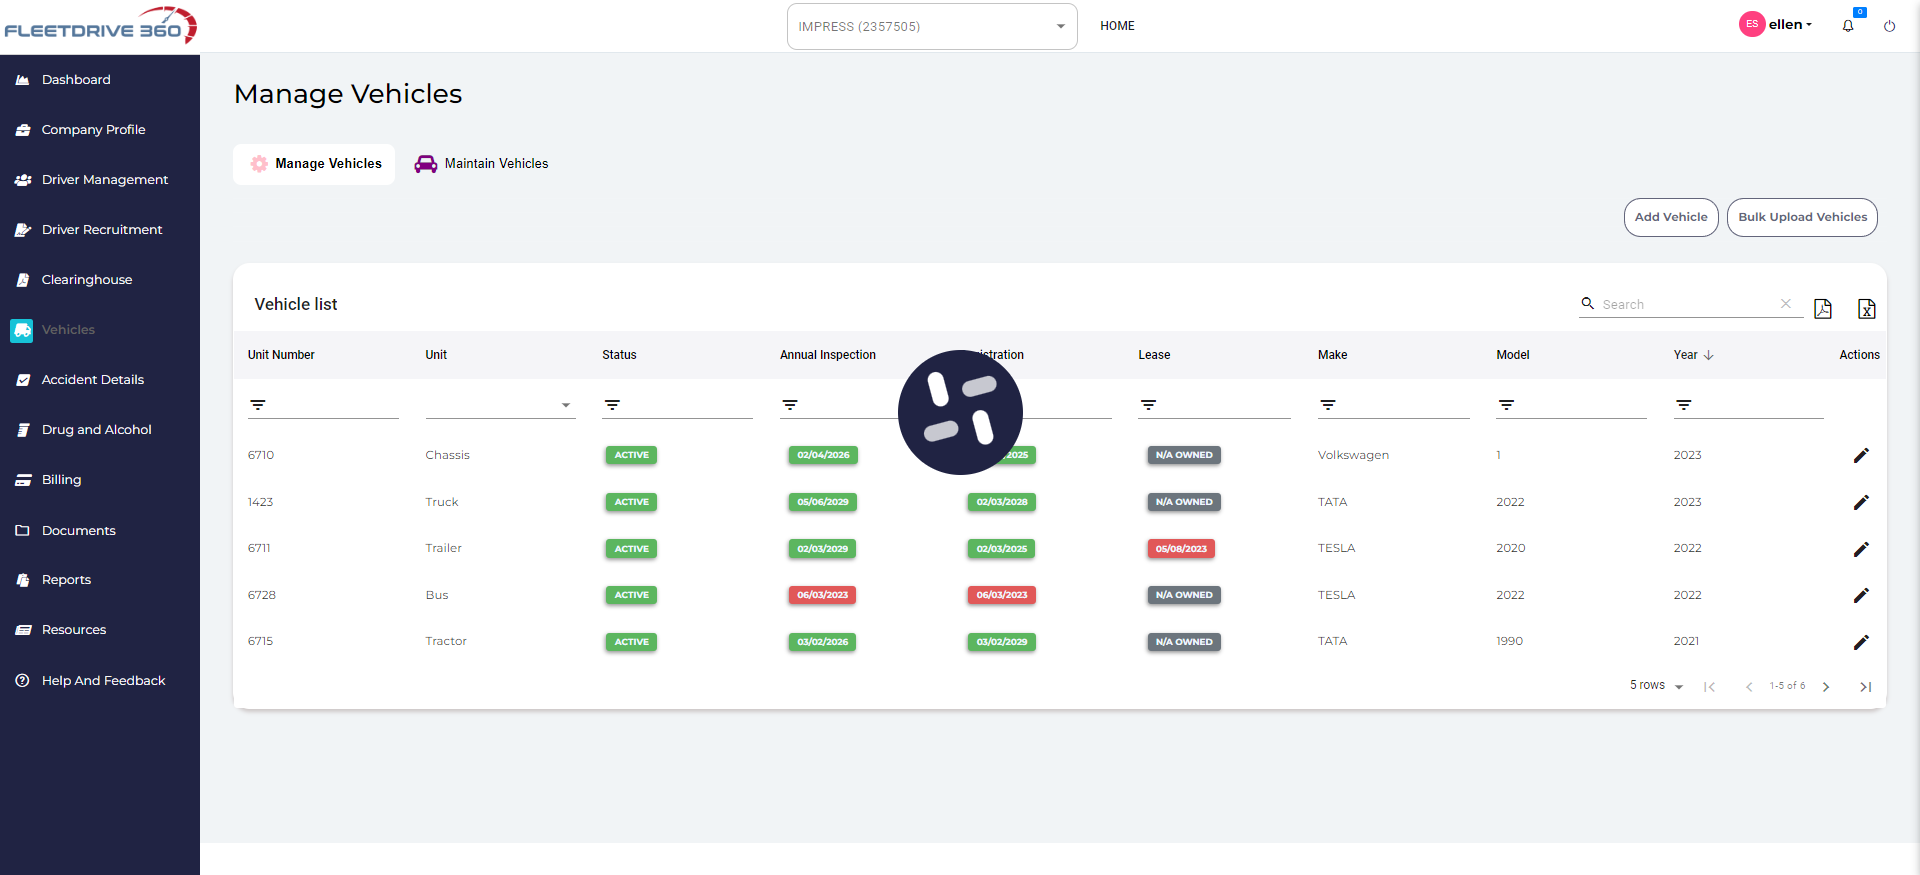 FLEETDRIVE 360
IMPRESS (2357505)
HOME
ES
ellen
0
Dashboard
Company Profile
Driver Management
Driver Recruitment
Clearinghouse
Vehicles
Accident Details
Drug and Alcohol
Billing
Documents
Reports
Resources
Help And Feedback
Manage Vehicles
Manage Vehicles Maintain Vehicles
Add Vehicle Bulk Upload Vehicles
Vehicle list
Search
Unit Number Unit Status Annual Inspection Lease Make Model Year Actions
6710 Chassis ACTIVE 02/04/2026 N/A OWNED Volkswagen 1 2023
1423 Truck ACTIVE 05/06/2029 02/03/2028 N/A OWNED TATA 2022 2023
6711 Trailer ACTIVE 02/03/2029 02/03/2025 05/08/2023 TESLA 2020 2022
6728 Bus ACTIVE 06/03/2023 06/03/2023 N/A OWNED TESLA 2022 2022
6715 Tractor ACTIVE 03/02/2026 03/02/2029 N/A OWNED TATA 1990 2021
5 rows 1-5 of 6